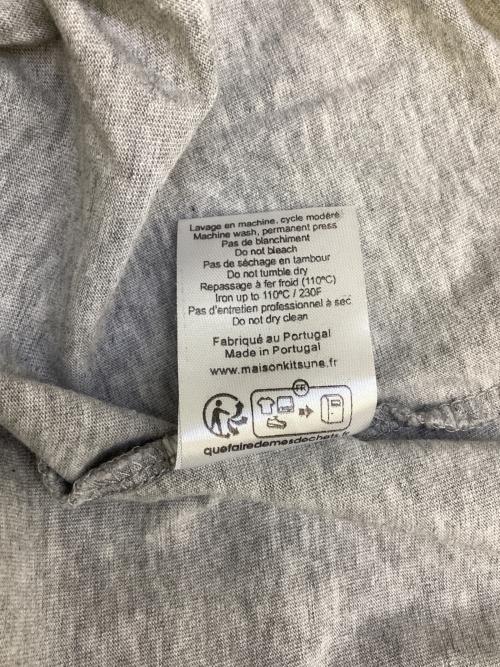 Lavage en machine, cycle modéré
Machine wash, permanent press
Pas de blanchiment
Do not bleach
Pas de séchage en tambour
Do not tumble dry
Repassage à fer froid (110ºC)
Iron up to 110ºC / 230F
Pas d'entretien professionnel à sec
Do not dry clean
Fabriqué au Portugal
Made in Portugal
www.maisonkitsune.fr
FR
quefairedemesdechets.fr